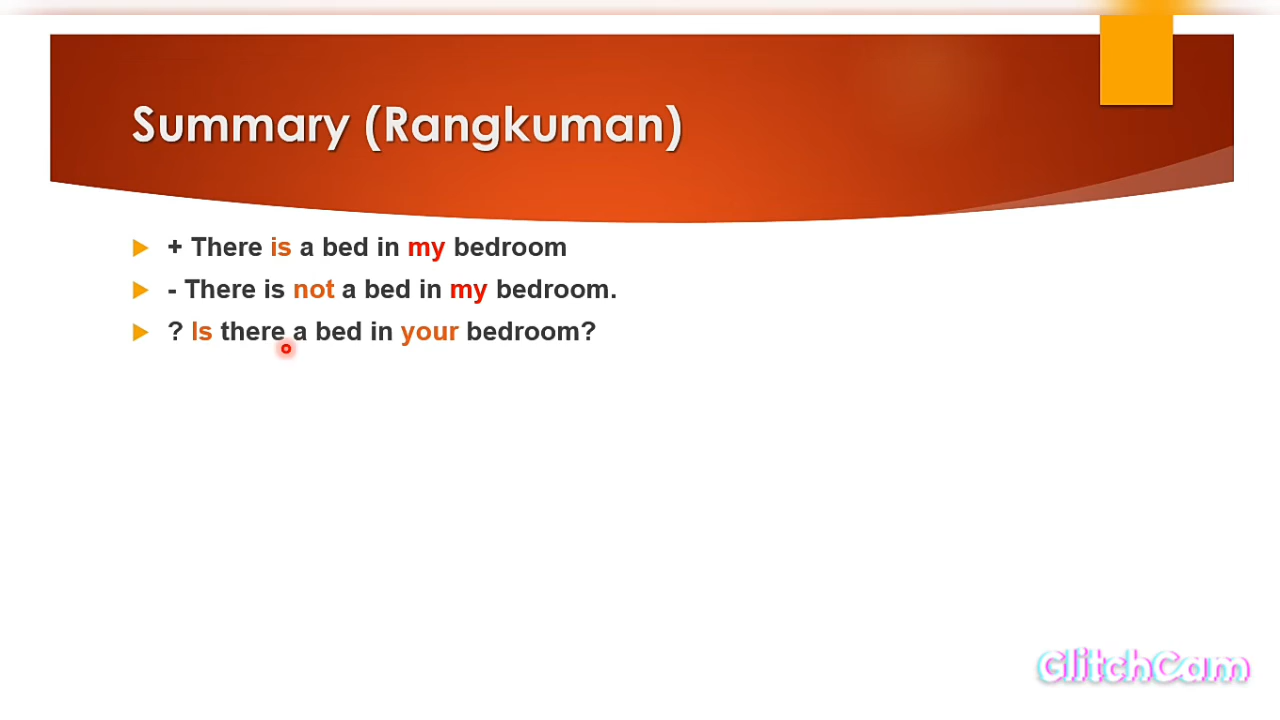 Summary (Rangkuman)
+ There is a bed in my bedroom
- There is not a bed in my bedroom.
? Is there a bed in your bedroom?
GlitchCam